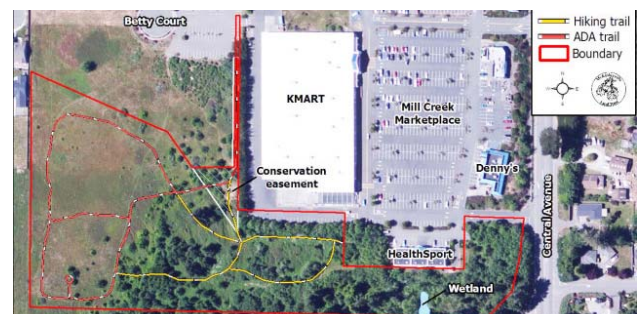 Betty Court
Hiking trail
ADA trail
Boundary
N
KMART
Mill Creek
Marketplace
Denny's
Central Avenue
Conservation
easement
HealthSport
Wetland